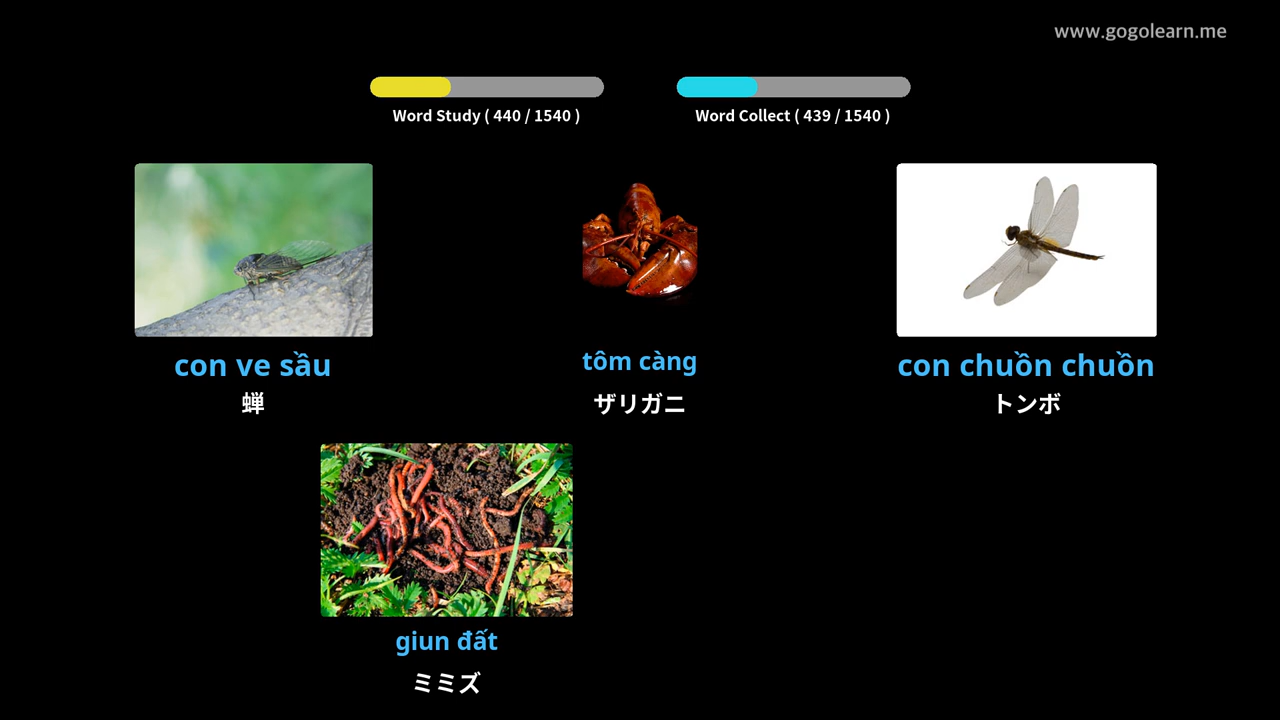 www.gogolearn.me
Word Study ( 440 / 1540 )
Word Collect ( 439 / 1540 )
con ve sầu
蝉
tôm càng
ザリガニ
con chuồn chuồn
トンボ
giun đất
ミミズ